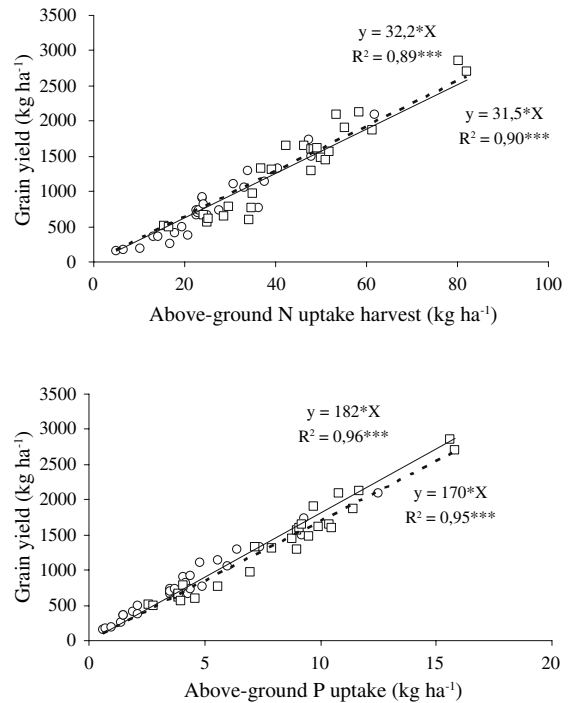 3500
3000
2500
2000
1500
1000
500
0
Grain yield (kg ha⁻¹)
y = 32,2*X
R² = 0,89***
y = 31,5*X
R² = 0,90***
0 20 40 60 80 100
Above-ground N uptake harvest (kg ha⁻¹)
3500
3000
2500
2000
1500
1000
500
0
Grain yield (kg ha⁻¹)
y = 182*X
R² = 0,96***
y = 170*X
R² = 0,95***
0 5 10 15 20
Above-ground P uptake (kg ha⁻¹)